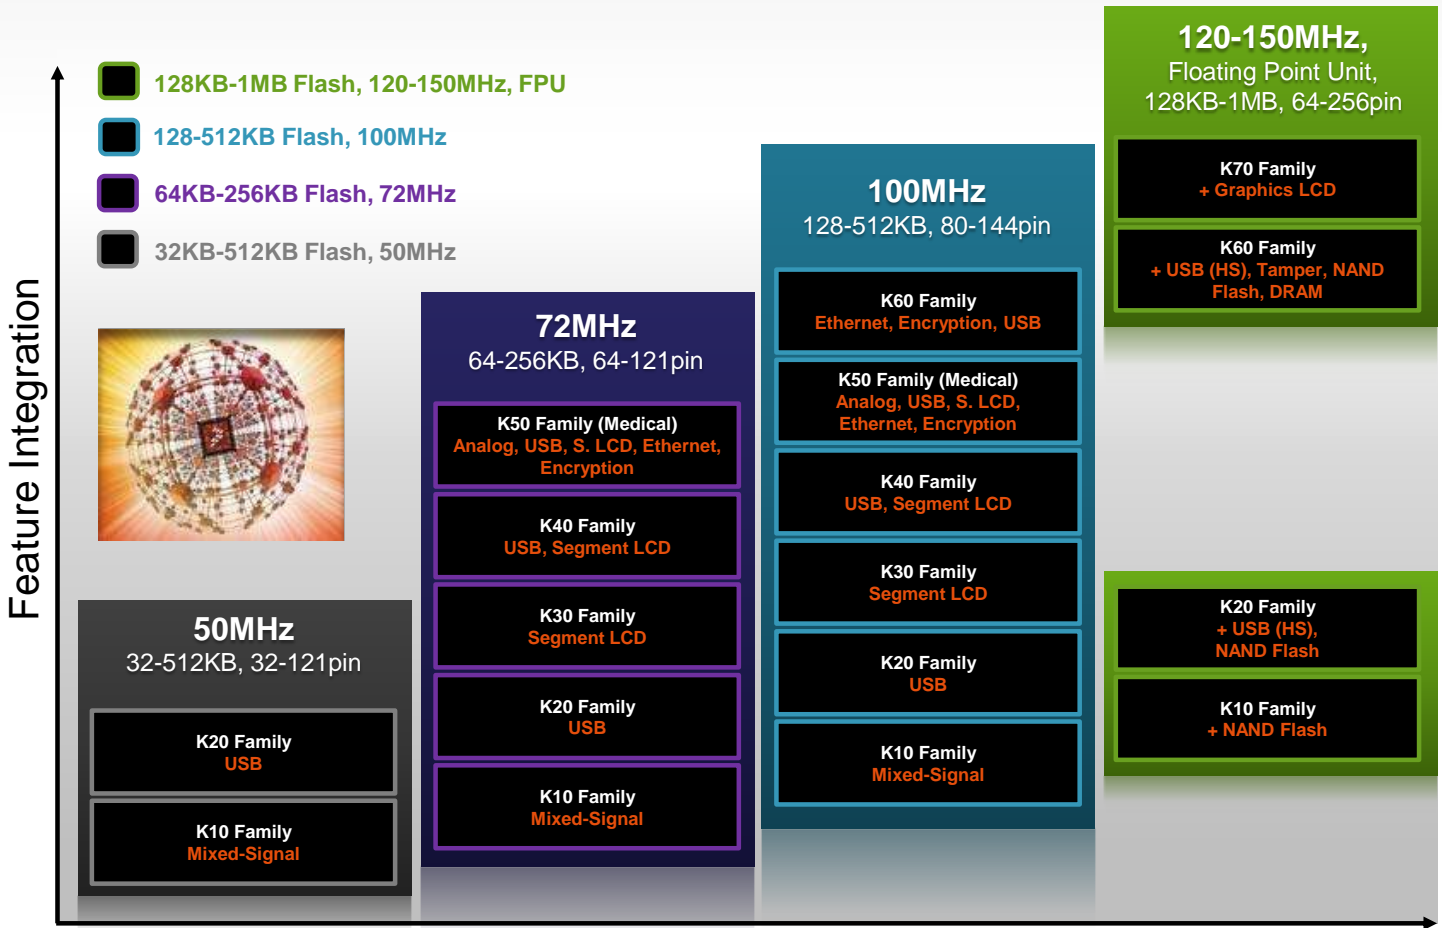 128KB-1MB Flash, 120-150MHz, FPU
128-512KB Flash, 100MHz
64KB-256KB Flash, 72MHz
32KB-512KB Flash, 50MHz
Feature Integration
50MHz
32-512KB, 32-121pin
K20 Family
USB
K10 Family
Mixed-Signal
72MHz
64-256KB, 64-121pin
K50 Family (Medical)
Analog, USB, S. LCD, Ethernet,
Encryption
K40 Family
USB, Segment LCD
K30 Family
Segment LCD
K20 Family
USB
K10 Family
Mixed-Signal
100MHz
128-512KB, 80-144pin
K60 Family
Ethernet, Encryption, USB
K50 Family (Medical)
Analog, USB, S. LCD,
Ethernet, Encryption
K40 Family
USB, Segment LCD
K30 Family
Segment LCD
K20 Family
USB
K10 Family
Mixed-Signal
120-150MHz,
Floating Point Unit,
128KB-1MB, 64-256pin
K70 Family
+ Graphics LCD
K60 Family
+ USB (HS), Tamper, NAND
Flash, DRAM
K20 Family
+ USB (HS),
NAND Flash
K10 Family
+ NAND Flash